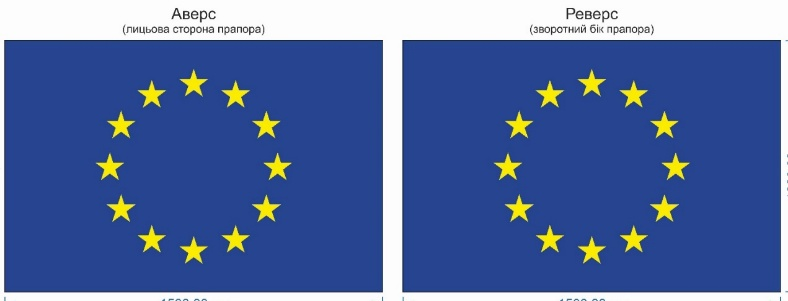 Аверс
(лицьова сторона прапора)
Реверс
(зворотний бік прапора)